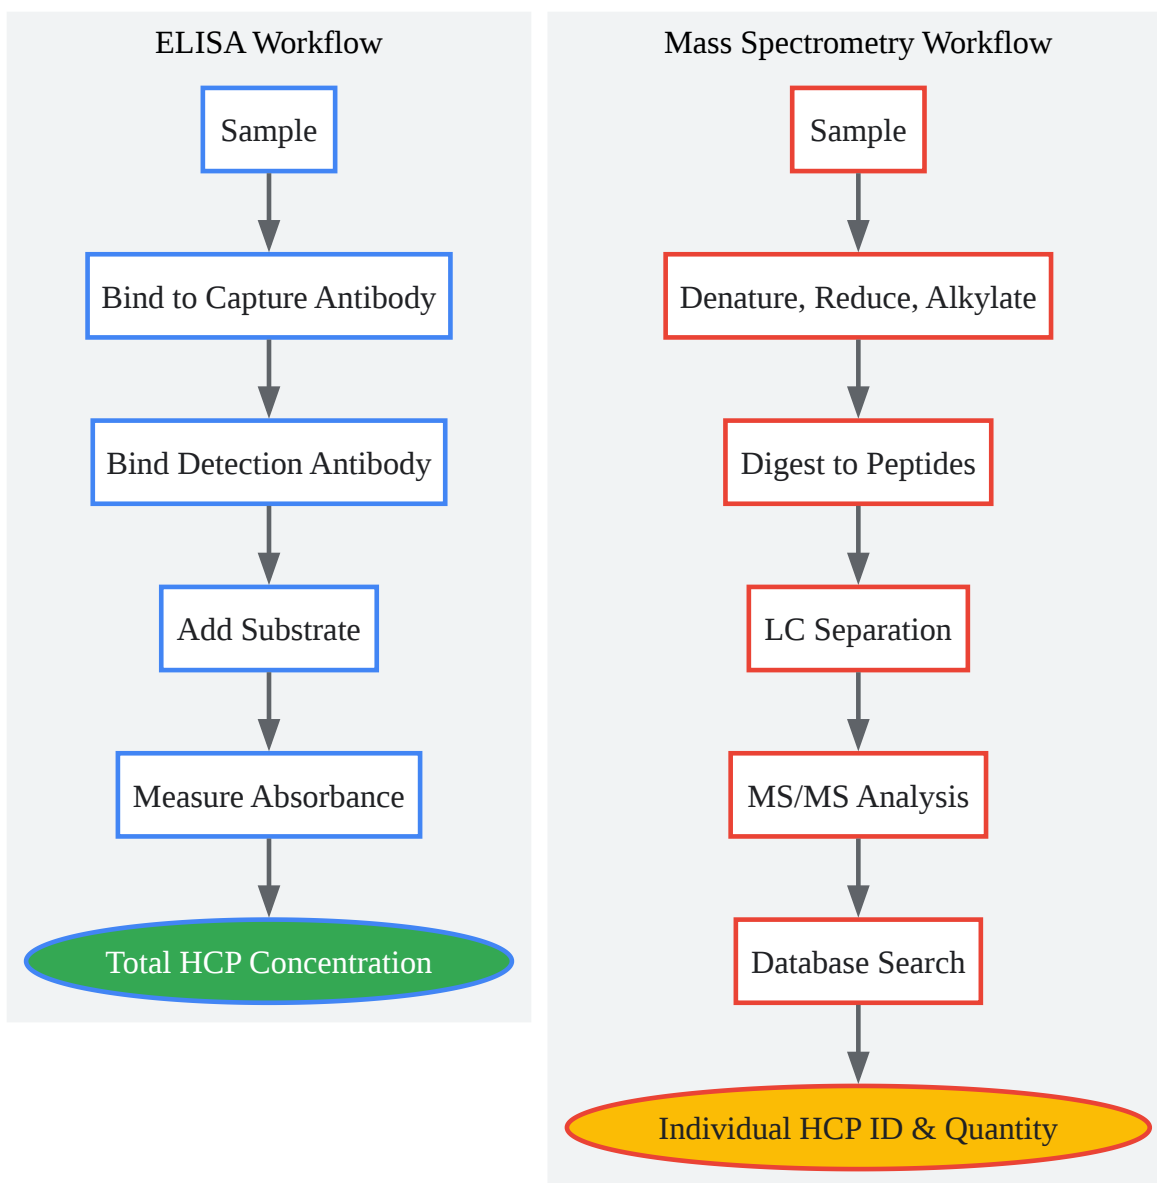 ELISA Workflow
Sample
Bind to Capture Antibody
Bind Detection Antibody
Add Substrate
Measure Absorbance
Total HCP Concentration
Mass Spectrometry Workflow
Sample
Denature, Reduce, Alkylate
Digest to Peptides
LC Separation
MS/MS Analysis
Database Search
Individual HCP ID & Quantity